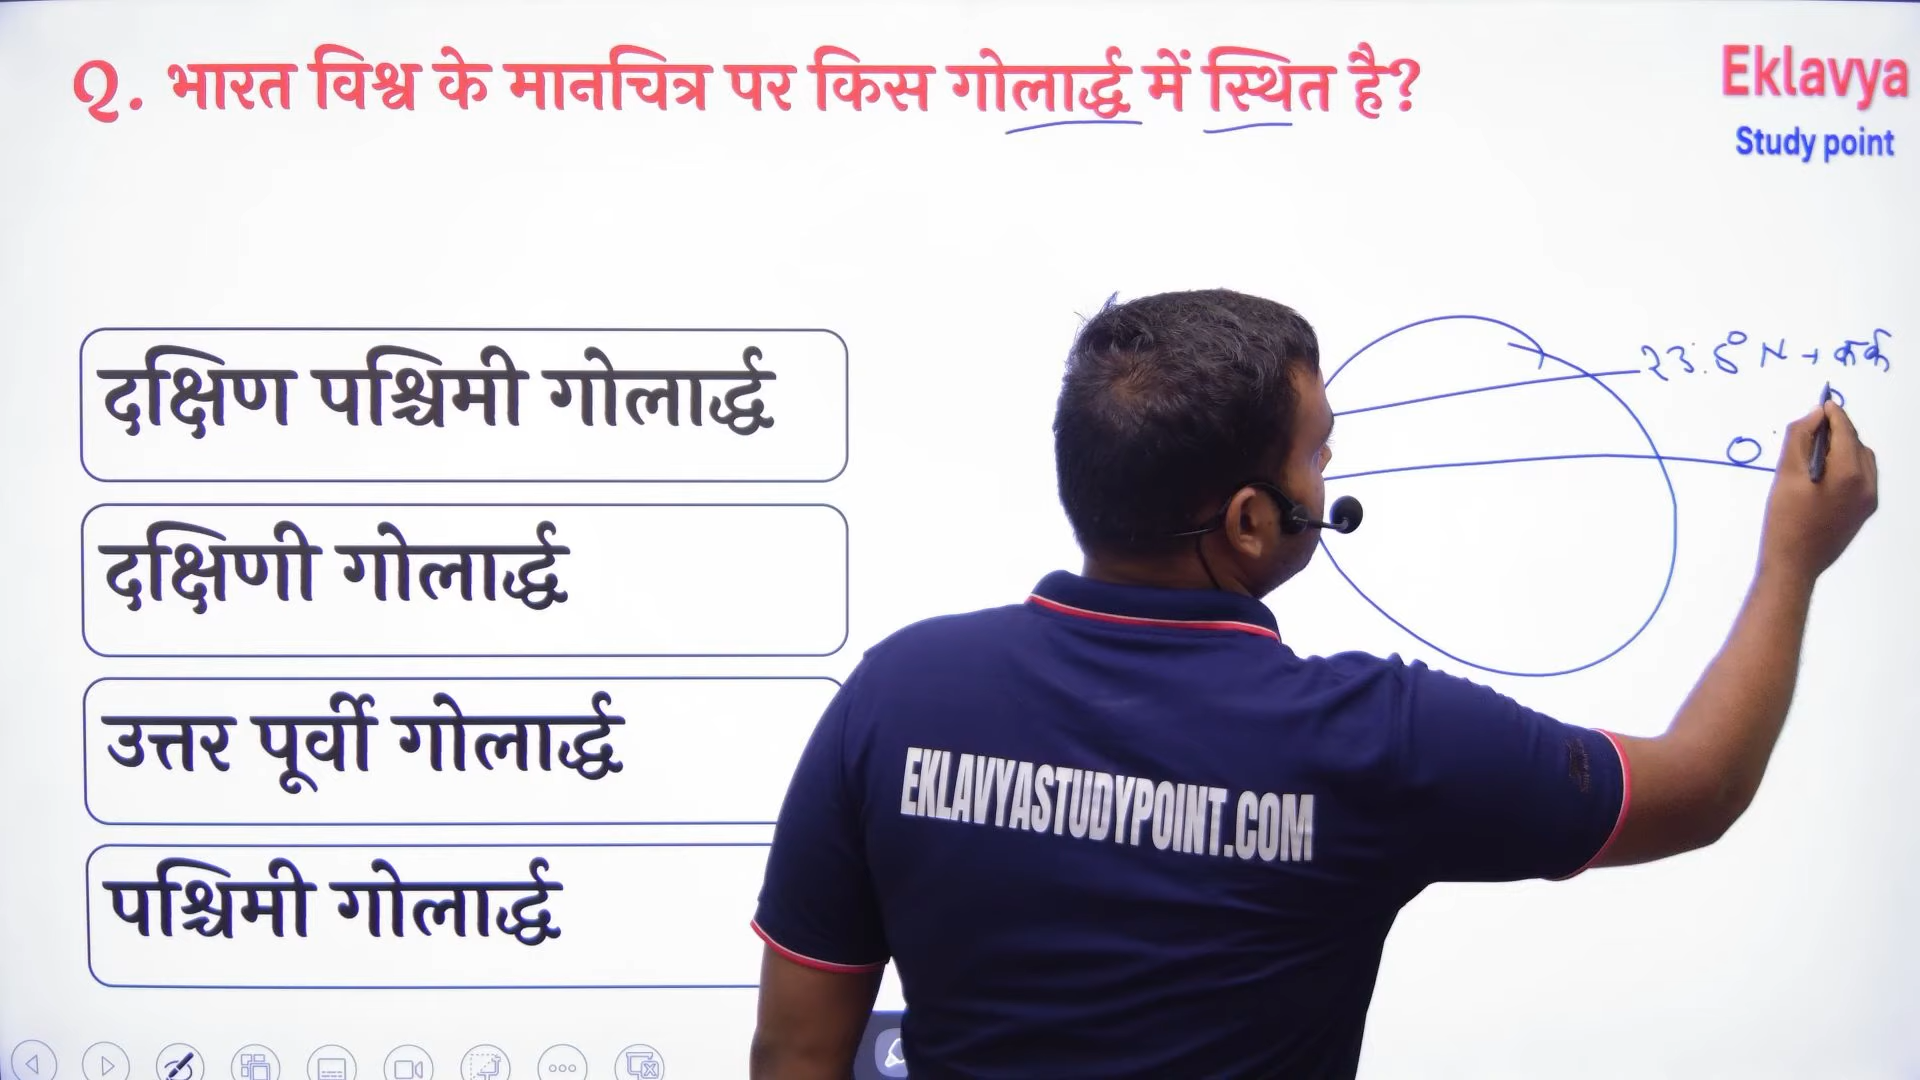 Q. भारत विश्व के मानचित्र पर किस गोलार्द्ध में स्थित है?
Eklavya
Study point
दक्षिण पश्चिमी गोलार्द्ध
दक्षिणी गोलार्द्ध
उत्तर पूर्वी गोलार्द्ध
पश्चिमी गोलार्द्ध
23.5° N → कर्क
0
EKLAVYASTUDYPOINT.COM